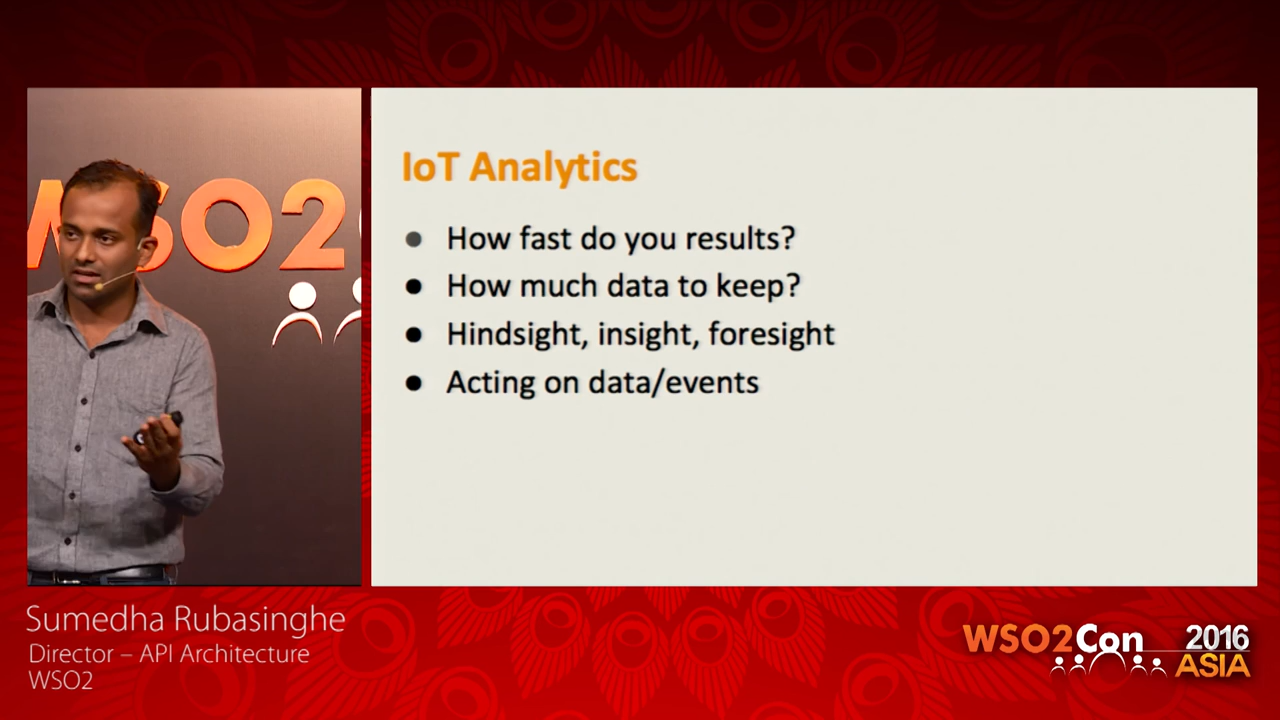 WSO2
IoT Analytics
How fast do you results?
How much data to keep?
Hindsight, insight, foresight
Acting on data/events
Sumedha Rubasinghe
Director – API Architecture
WSO2
WSO2Con 2016
ASIA